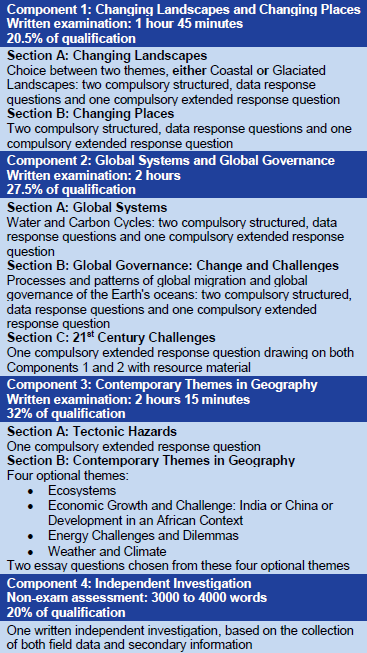 Component 1: Changing Landscapes and Changing Places
Written examination: 1 hour 45 minutes
20.5% of qualification
Section A: Changing Landscapes
Choice between two themes, either Coastal or Glaciated
Landscapes: two compulsory structured, data response
questions and one compulsory extended response question
Section B: Changing Places
Two compulsory structured, data response questions and one
compulsory extended response question
Component 2: Global Systems and Global Governance
Written examination: 2 hours
27.5% of qualification
Section A: Global Systems
Water and Carbon Cycles: two compulsory structured, data
response questions and one compulsory extended response
question
Section B: Global Governance: Change and Challenges
Processes and patterns of global migration and global
governance of the Earth's oceans: two compulsory structured,
data response questions and one compulsory extended
response question
Section C: 21st Century Challenges
One compulsory extended response question drawing on both
Components 1 and 2 with resource material
Component 3: Contemporary Themes in Geography
Written examination: 2 hours 15 minutes
32% of qualification
Section A: Tectonic Hazards
One compulsory extended response question
Section B: Contemporary Themes in Geography
Four optional themes:
• Ecosystems
• Economic Growth and Challenge: India or China or
Development in an African Context
• Energy Challenges and Dilemmas
• Weather and Climate
Two essay questions chosen from these four optional themes
Component 4: Independent Investigation
Non-exam assessment: 3000 to 4000 words
20% of qualification
One written independent investigation, based on the collection
of both field data and secondary information